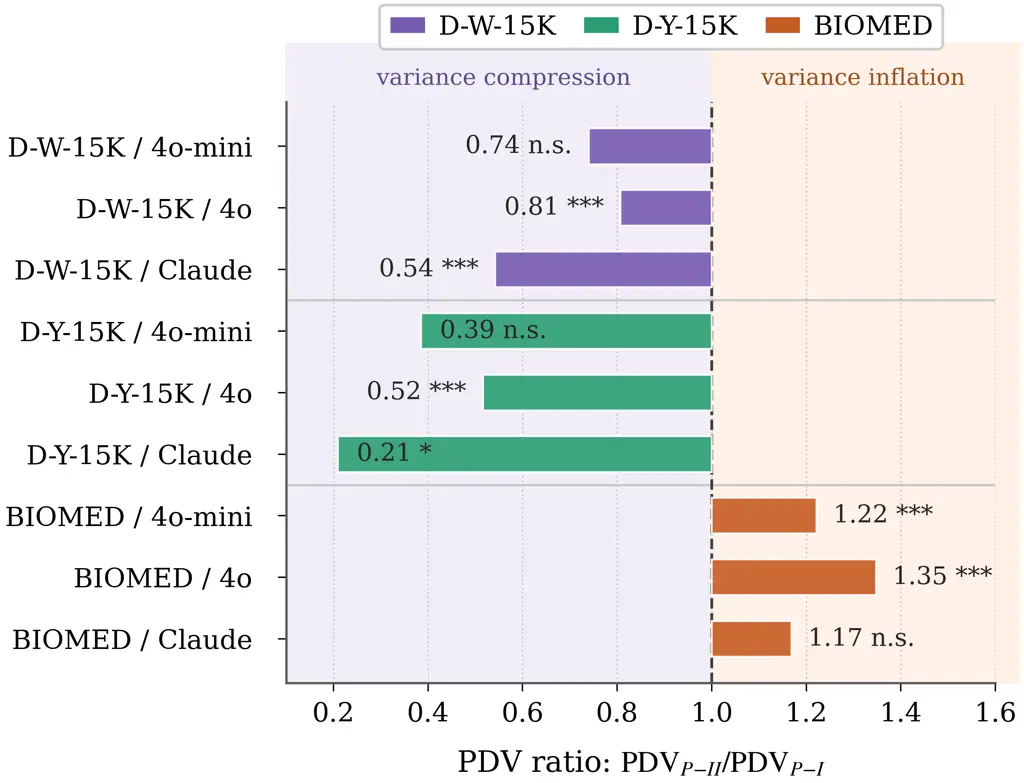 D-W-15K D-Y-15K BIOMED
variance compression variance inflation
D-W-15K / 4o-mini 0.74 n.s.
D-W-15K / 4o 0.81 ***
D-W-15K / Claude 0.54 ***
D-Y-15K / 4o-mini 0.39 n.s.
D-Y-15K / 4o 0.52 ***
D-Y-15K / Claude 0.21 *
BIOMED / 4o-mini 1.22 ***
BIOMED / 4o 1.35 ***
BIOMED / Claude 1.17 n.s.
0.2 0.4 0.6 0.8 1.0 1.2 1.4 1.6
PDV ratio: PDV_{P−II}/PDV_{P−I}